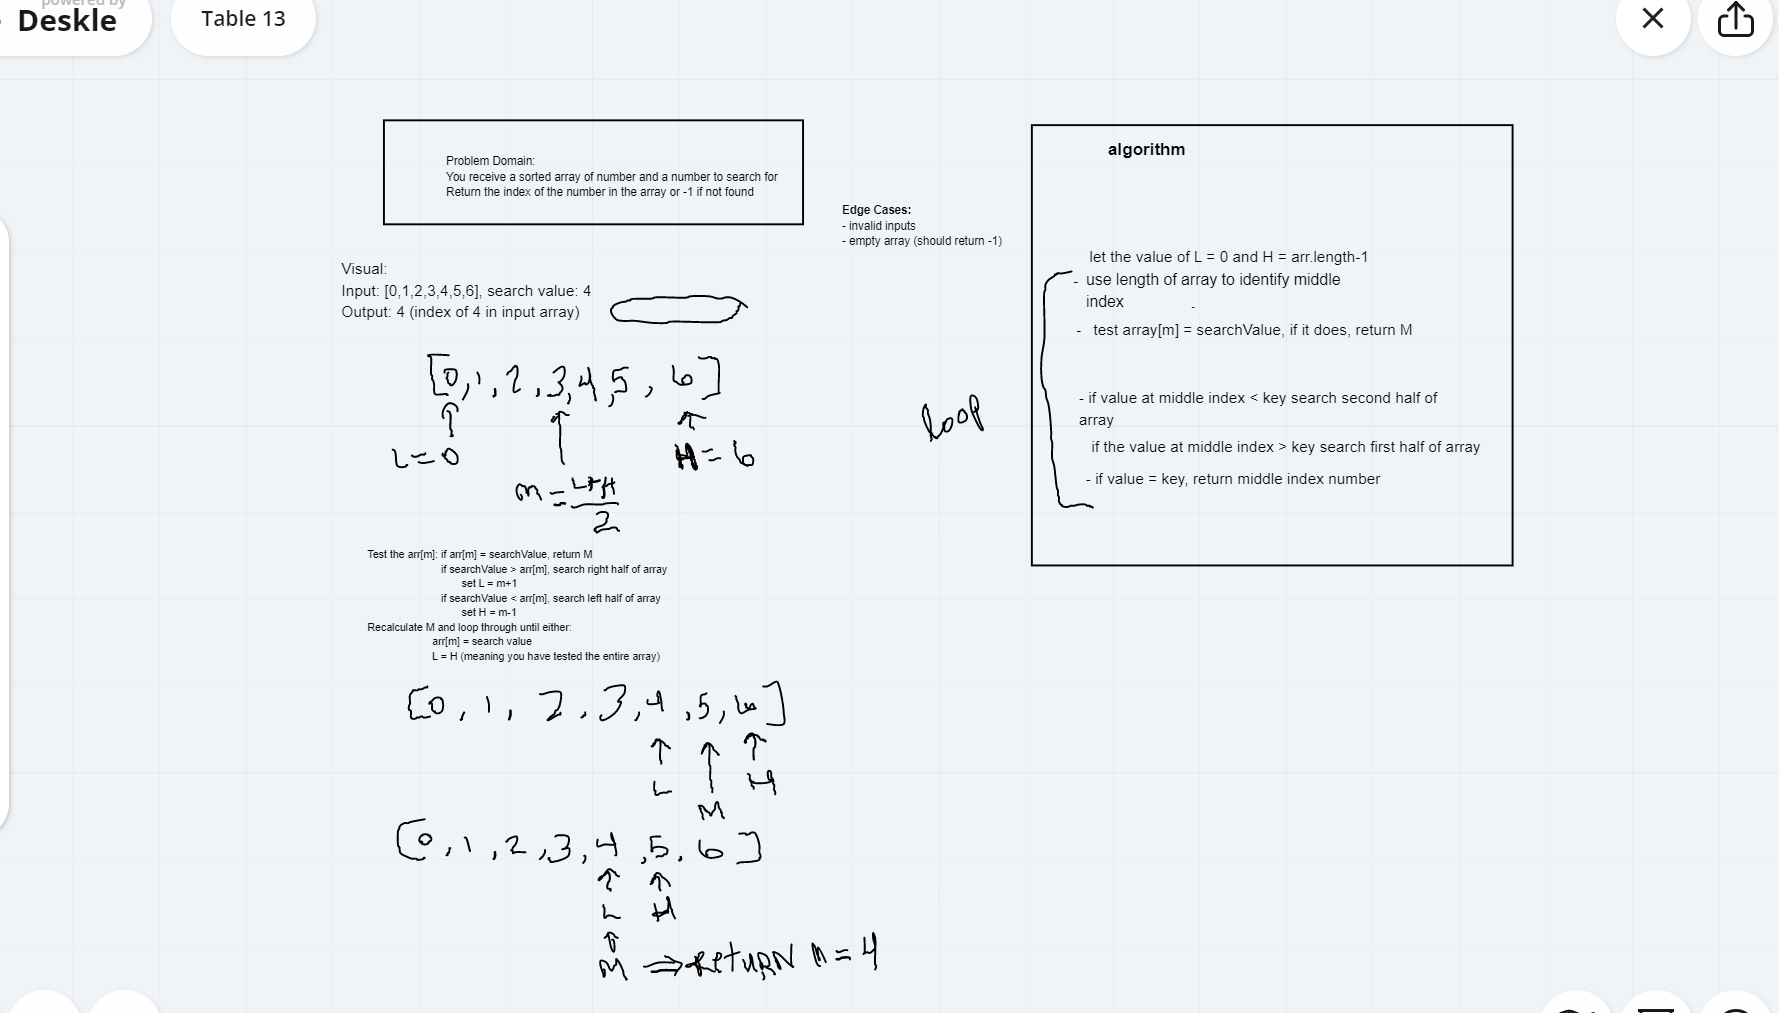 powered by
Deskle
Table 13
Problem Domain:
You receive a sorted array of number and a number to search for
Return the index of the number in the array or -1 if not found
Edge Cases:
- invalid inputs
- empty array (should return -1)
Visual:
Input: [0,1,2,3,4,5,6], search value: 4
Output: 4 (index of 4 in input array)
[0,1,2,3,4,5,6]
L=0
H=6
m=L+H
2
Test the arr[m]: if arr[m] = searchValue, return M
if searchValue > arr[m], search right half of array
set L = m+1
if searchValue < arr[m], search left half of array
set H = m-1
Recalculate M and loop through until either:
arr[m] = search value
L = H (meaning you have tested the entire array)
[0,1,2,3,4,5,6]
L
H
M
[0,1,2,3,4,5,6]
L H
M ⇒ RETURN M=4
loop
algorithm
let the value of L = 0 and H = arr.length-1
- use length of array to identify middle
index
- test array[m] = searchValue, if it does, return M
- if value at middle index < key search second half of
array
if the value at middle index > key search first half of array
- if value = key, return middle index number